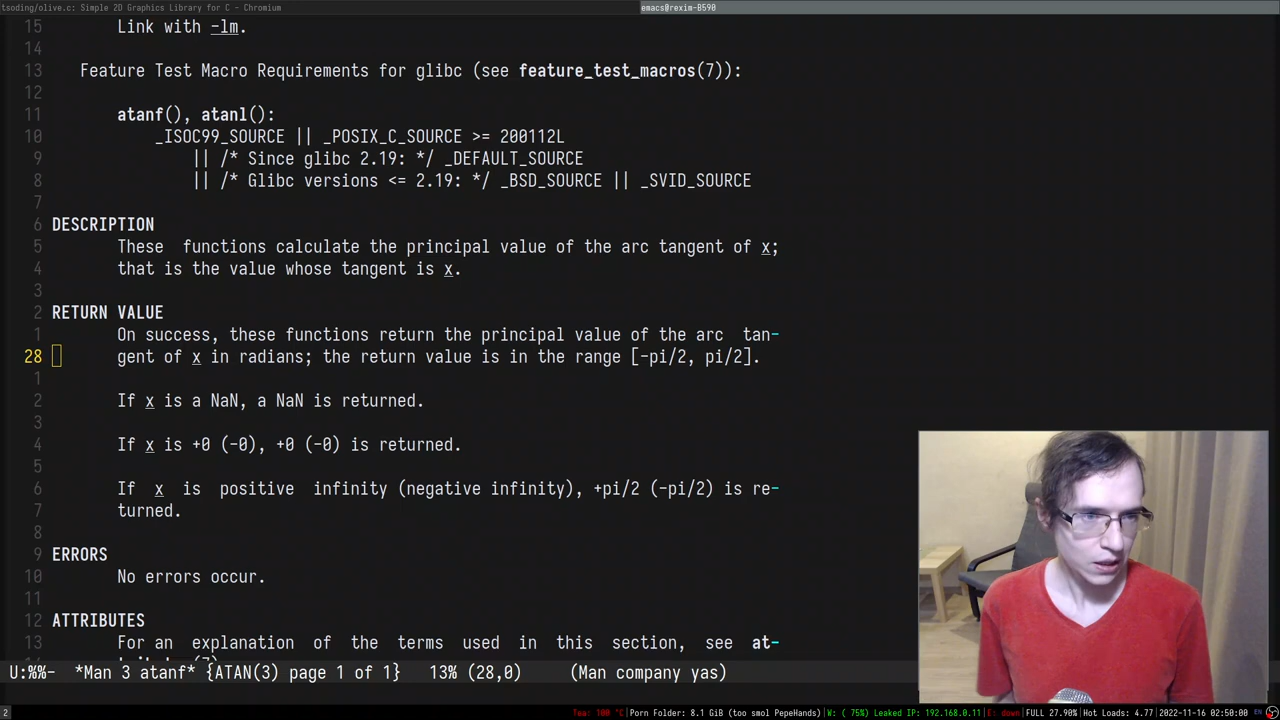 tsoding/olive.c: Simple 2D Graphics Library for C - Chromium
emacs@rexim-B590
15 Link with -lm.
14
13 Feature Test Macro Requirements for glibc (see feature_test_macros(7)):
12
11 atanf(), atanl():
10 _ISOC99_SOURCE || _POSIX_C_SOURCE >= 200112L
9 || /* Since glibc 2.19: */ _DEFAULT_SOURCE
8 || /* Glibc versions <= 2.19: */ _BSD_SOURCE || _SVID_SOURCE
7
6 DESCRIPTION
5 These functions calculate the principal value of the arc tangent of x;
4 that is the value whose tangent is x.
3
2 RETURN VALUE
1 On success, these functions return the principal value of the arc tan-
28 gent of x in radians; the return value is in the range [-pi/2, pi/2].
1
2 If x is a NaN, a NaN is returned.
3
4 If x is +0 (-0), +0 (-0) is returned.
5
6 If x is positive infinity (negative infinity), +pi/2 (-pi/2) is re-
7 turned.
8
9 ERRORS
10 No errors occur.
11
12 ATTRIBUTES
13 For an explanation of the terms used in this section, see at-
U:%%- *Man 3 atanf* {ATAN(3) page 1 of 1} 13% (28,0) (Man company yas)
2 Tear 100 °C|Porn Folder: 8.1 GiB (too smol PepeHands)|W: ( 75%) Leaked IP: 192.168.0.11|E: down|FULL 27.90%|Hot Loads: 4.77|2022-11-16 02:50:00 EN